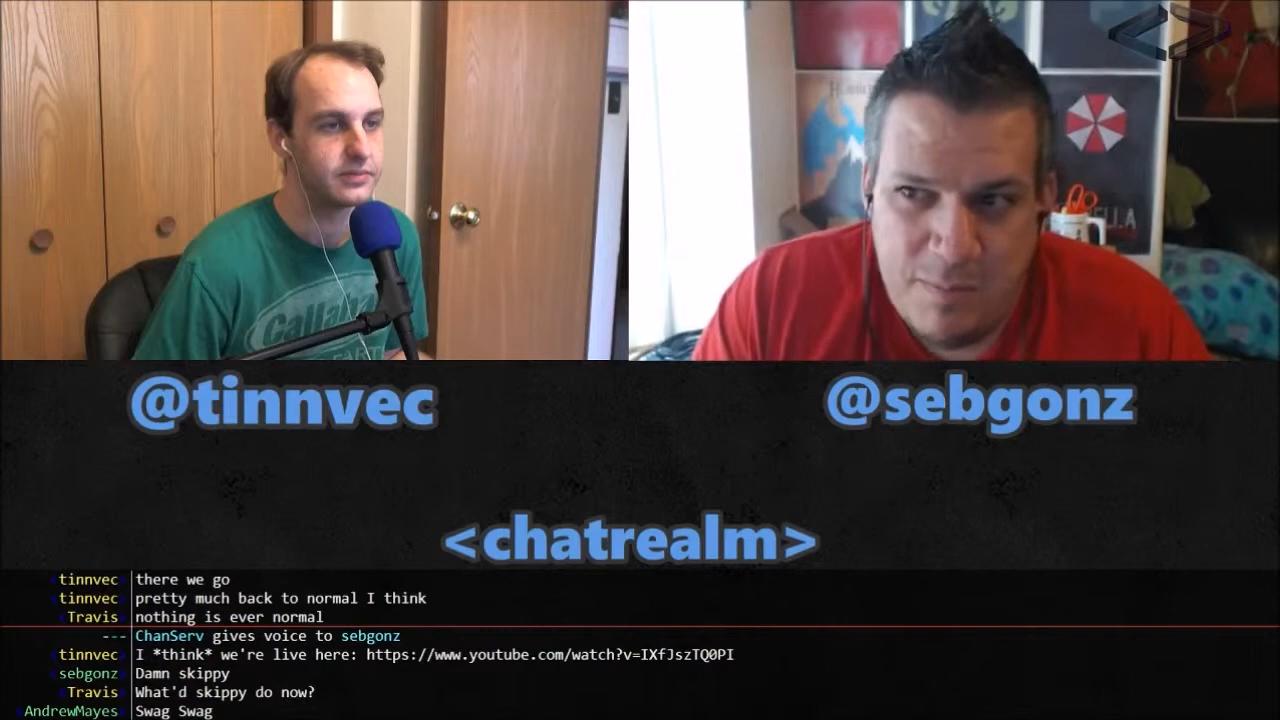 Callah
@tinnvec
@sebgonz
<chatrealm>
tinnvec there we go
tinnvec pretty much back to normal I think
Travis nothing is ever normal
--- ChanServ gives voice to sebgonz
tinnvec I *think* we're live here: https://www.youtube.com/watch?v=IXfJszTQ0PI
sebgonz Damn skippy
Travis What'd skippy do now?
AndrewMayes Swag Swag